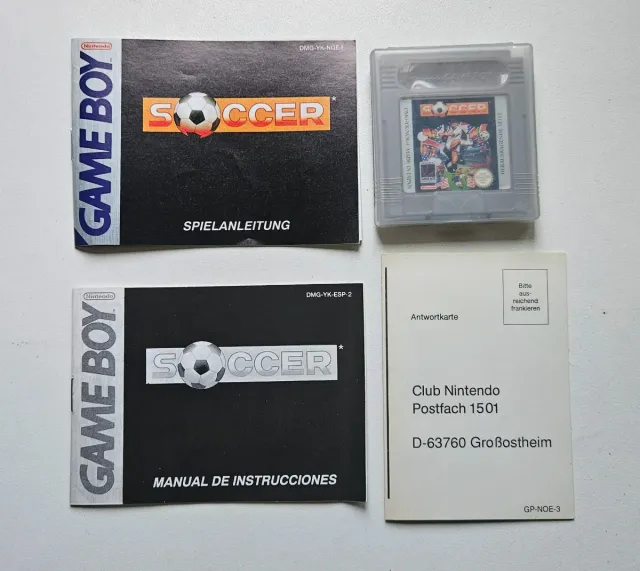 Nintendo
GAME BOY
DMG-YK-NOE-1
SOCCER*
SPIELANLEITUNG
SOCCER
Nintendo
GAME BOY
DMG-YK-ESP-2
SOCCER*
MANUAL DE INSTRUCCIONES
Bitte
aus-
reichend
frankieren
Antwortkarte
Club Nintendo
Postfach 1501
D-63760 Großostheim
GP-NOE-3